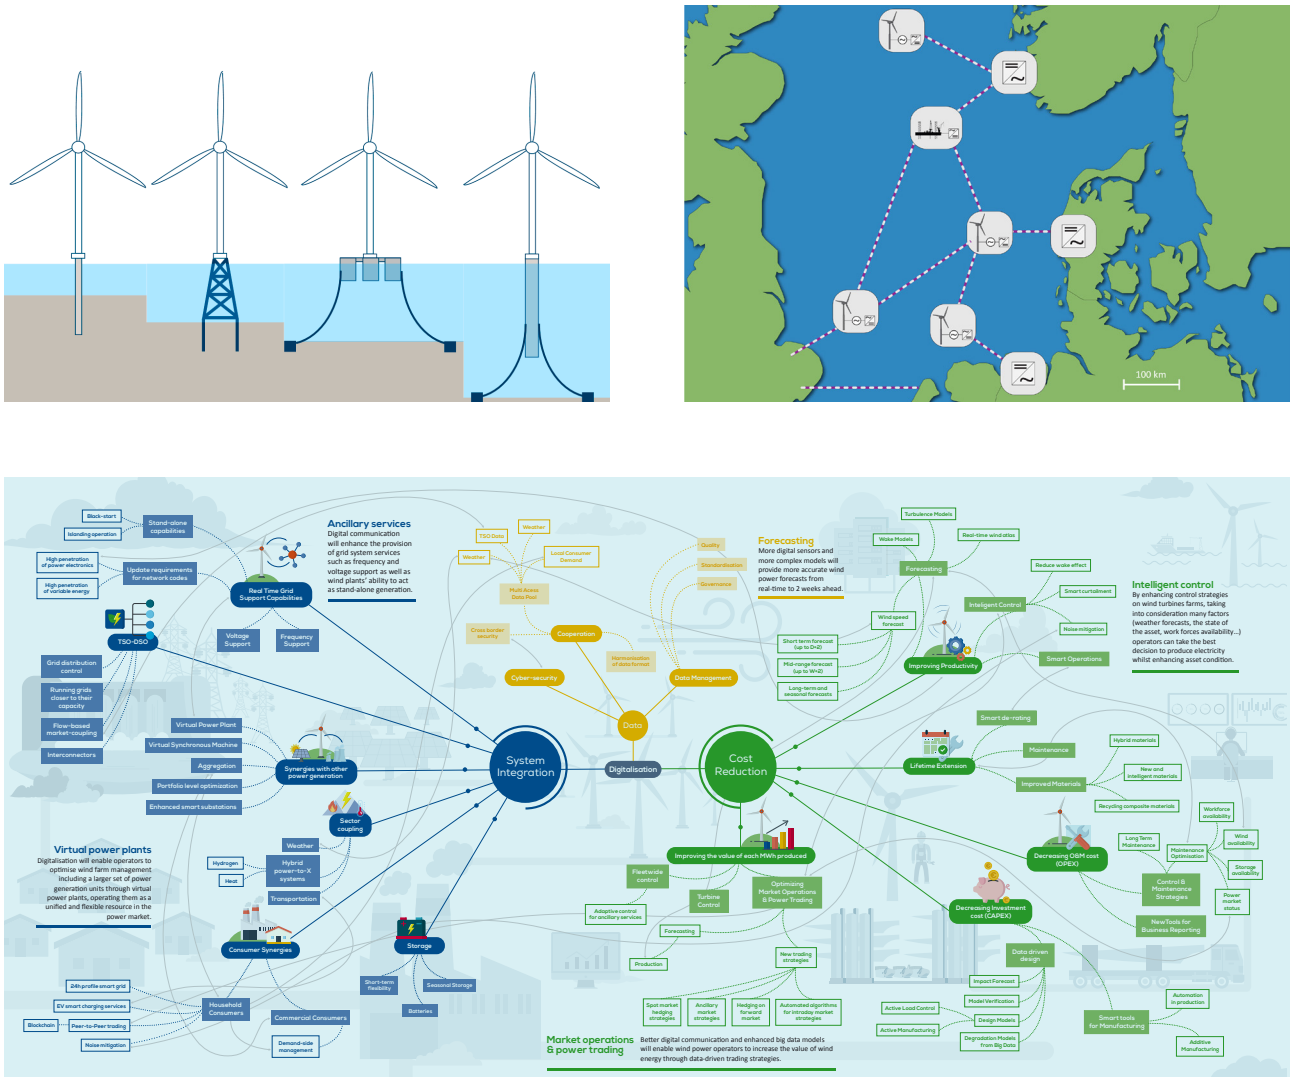 100 km
Black-start
Islanding operation
Stand-alone
capabilities
High penetration
of power electronics
High penetration
of variable energy
Update requirements
for network codes
Real Time Grid
Support Capabilities
Voltage
Support
Frequency
Support
TSO-DSO
Grid distribution
control
Running grids
closer to their
capacity
Flow-based
market-coupling
Interconnectors
Ancillary services
Digital communication
will enhance the provision
of grid system services
such as frequency and
voltage support as well as
wind plants' ability to act
as stand-alone generation.
Virtual Power Plant
Virtual Synchronous Machine
Aggregation
Portfolio level optimization
Enhanced smart substations
Synergies with other
power generation
Sector
coupling
Weather
Hybrid
power-to-X
systems
Transportation
Hydrogen
Heat
Virtual power plants
Digitalisation will enable operators to
optimise wind farm management
including a larger set of power
generation units through virtual
power plants, operating them as a
unified and flexible resource in the
power market.
Consumer Synergies
24h profile smart grid
EV smart charging services
Blockchain
Peer-to-Peer trading
Noise mitigation
Household
Consumers
Commercial Consumers
Demand-side
management
Storage
Short-term
flexibility
Seasonal Storage
Batteries
System
Integration
Digitalisation
Data
Cyber-security
Cooperation
Data Management
Cross border
security
Multi Access
Data Pool
TSO Data
Weather
Weather
Load Consumer
Demand
Harmonisation
of data format
Quality
Standardisation
Governance
Forecasting
More digital sensors and
more complex models will
provide more accurate wind
power forecasts from
real-time to 2 weeks ahead.
Cost
Reduction
Turbulence Models
Wake Models
Real-time wind atlas
Forecasting
Wind speed
forecast
Short term forecast
(up to D+2)
Mid-range forecast
(up to W+2)
Long-term and
seasonal forecasts
Improving Productivity
Inteligent Control
Reduce wake effect
Smart curtailment
Noise mitigation
Smart Operations
Intelligent control
By enhancing control strategies
on wind turbines farms, taking
into consideration many factors
(weather forecasts, the state of
the asset, work forces availability...)
operators can take the best
decision to produce electricity
whilst enhancing asset condition.
Smart de-rating
Maintenance
Lifetime Extension
Improved Materials
Hybrid materials
New and
intelligent materials
Recycling composite materials
Decreasing O&M cost
(OPEX)
Long Term
Maintenance
Maintenance
Optimisation
Workforce
availability
Wind
availability
Storage
availability
Power
market
status
Control &
Maintenance
Strategies
New Tools for
Business Reporting
Improving the value of each MWh produced
Fleetwide
control
Turbine
Control
Optimizing
Market Operations
& Power Trading
Adaptive control
for ancillary services
Forecasting
Production
New trading
strategies
Spot market
hedging
strategies
Ancillary
market
strategies
Hedging on
forward
market
Automated algorithms
for intraday market
strategies
Decreasing Investment
cost (CAPEX)
Data driven
design
Impact Forecast
Model Verification
Active Load Control
Design Models
Active Manufacturing
Degradation Models
from Big Data
Smart tools
for Manufacturing
Automation
in production
Additive
Manufacturing
Market operations
& power trading
Better digital communication and enhanced big data models
will enable wind power operators to increase the value of wind
energy through data-driven trading strategies.